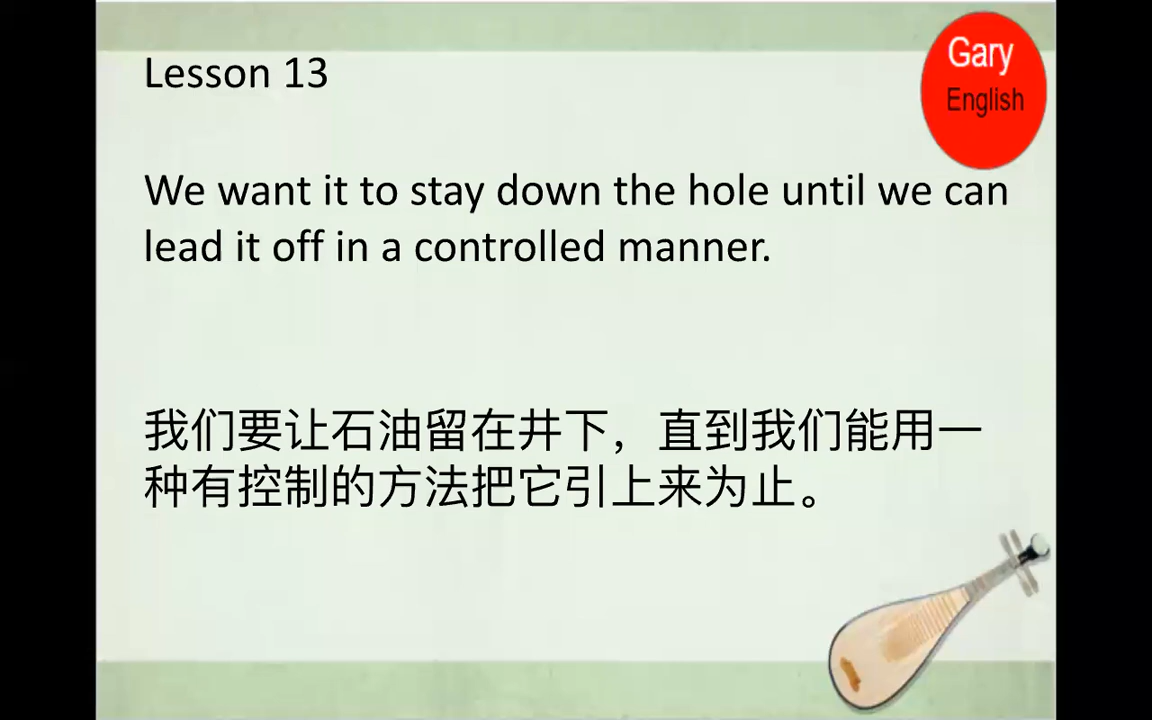 Lesson 13
Gary
English
We want it to stay down the hole until we can
lead it off in a controlled manner.
我们要让石油留在井下，直到我们能用一
种有控制的方法把它引上来为止。